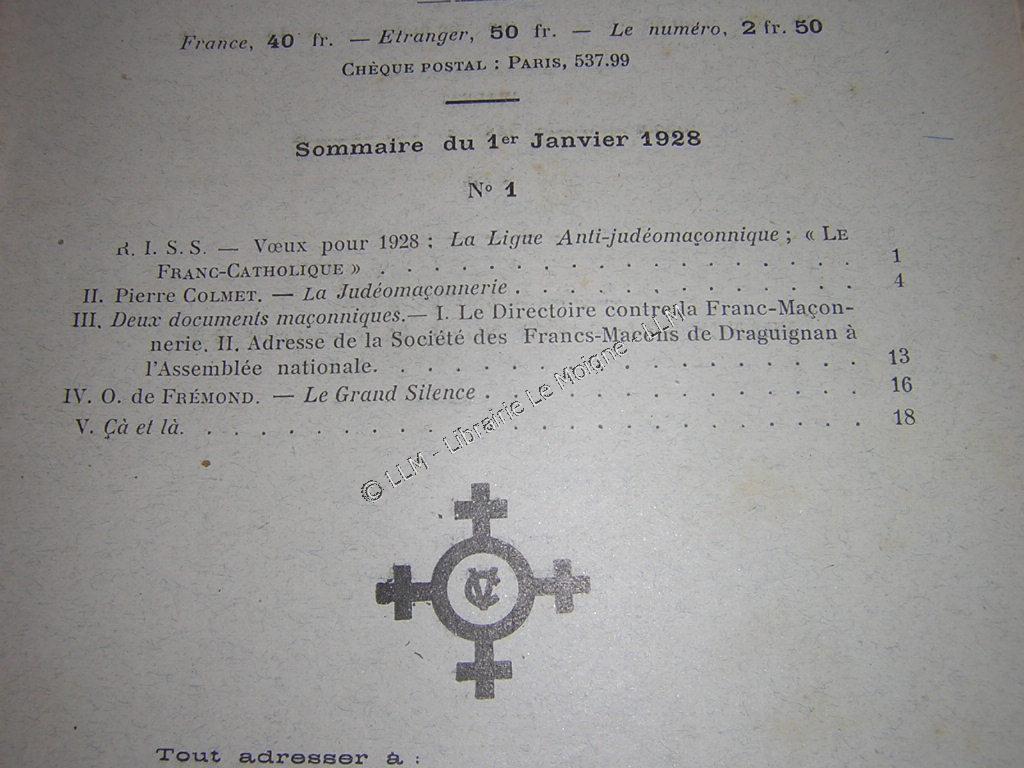 France, 40 fr. — Etranger, 50 fr. — Le numéro, 2 fr. 50
CHÈQUE POSTAL : PARIS, 537.99
Sommaire du 1er Janvier 1928
No 1
R. I. S. S. — Vœux pour 1928 : La Ligue Anti-judéomaçonnique ; « LE
FRANC-CATHOLIQUE » . . . . . . . . . . . . . . . . . . 1
II. Pierre COLMET. — La Judéomaçonnerie . . . . . . . . . . . . . 4
III. Deux documents maçonniques. — I. Le Directoire contre la Franc-Maçon-
nerie. II. Adresse de la Société des Francs-Maçons de Draguignan à
l'Assemblée nationale. . . . . . . . . . . . . . . . . . . 13
IV. O. de FRÉMOND. — Le Grand Silence . . . . . . . . . . . . . . 16
V. Çà et là. . . . . . . . . . . . . . . . . . . . . . . . . 18
© LLM - Librairie Le Moigne - LLM
Tout adresser à :